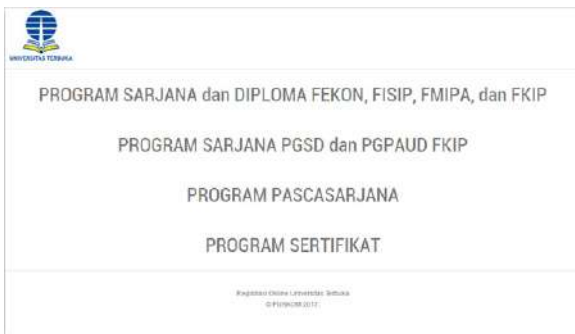 UNIVERSITAS TERBUKA
PROGRAM SARJANA dan DIPLOMA FEKON, FISIP, FMIPA, dan FKIP
PROGRAM SARJANA PGSD dan PGPAUD FKIP
PROGRAM PASCASARJANA
PROGRAM SERTIFIKAT
Registrasi Online Universitas Terbuka